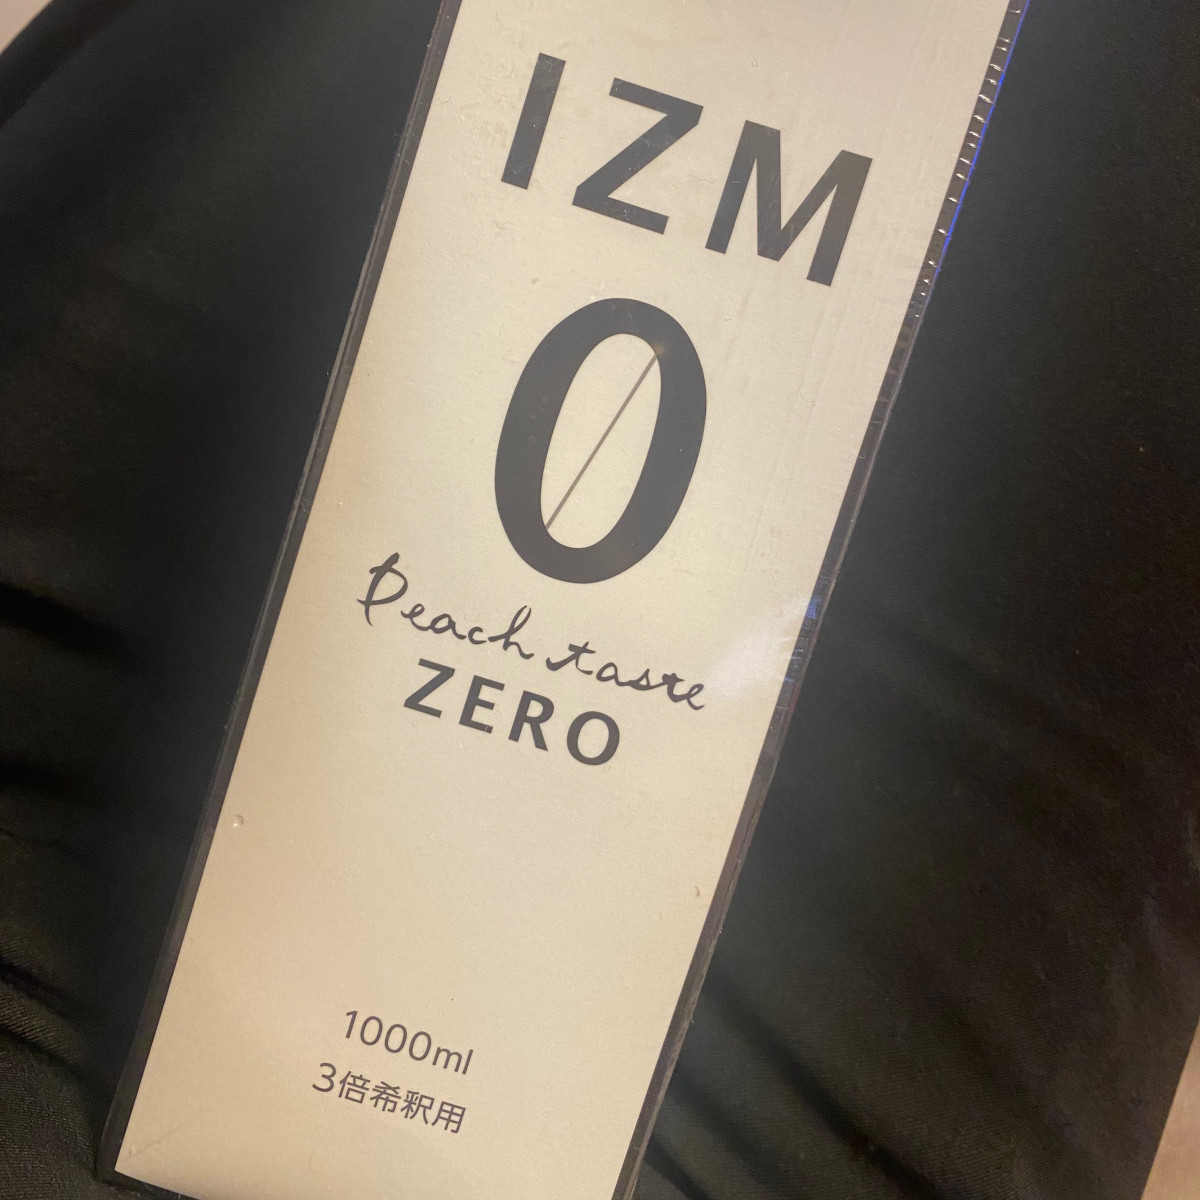 IZM
0
Peach taste
ZERO
1000ml
3倍希釈用